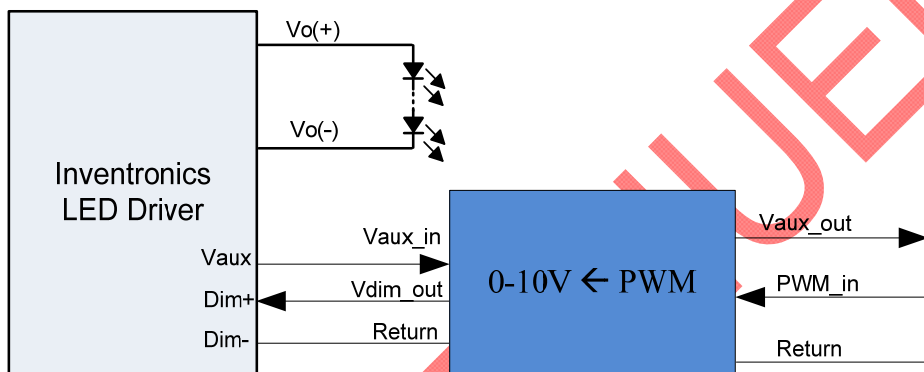 Vo(+)
Vo(-)
Inventronics
LED Driver
Vaux
Dim+
Dim-
Vaux_in
Vdim_out
Return
0-10V ← PWM
Vaux_out
PWM_in
Return